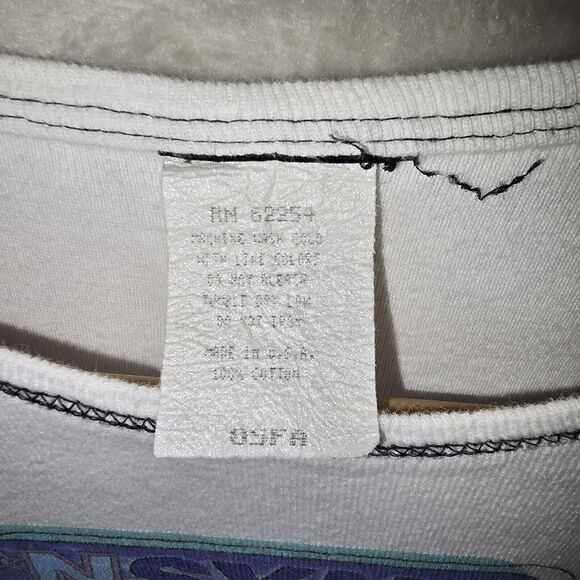 RN 62254
MACHINE WASH COLD
WITH LIKE COLORS
DO NOT BLEACH
TUMBLE DRY LOW
DO NOT IRON
MADE IN U.S.A.
100% COTTON
OSFA